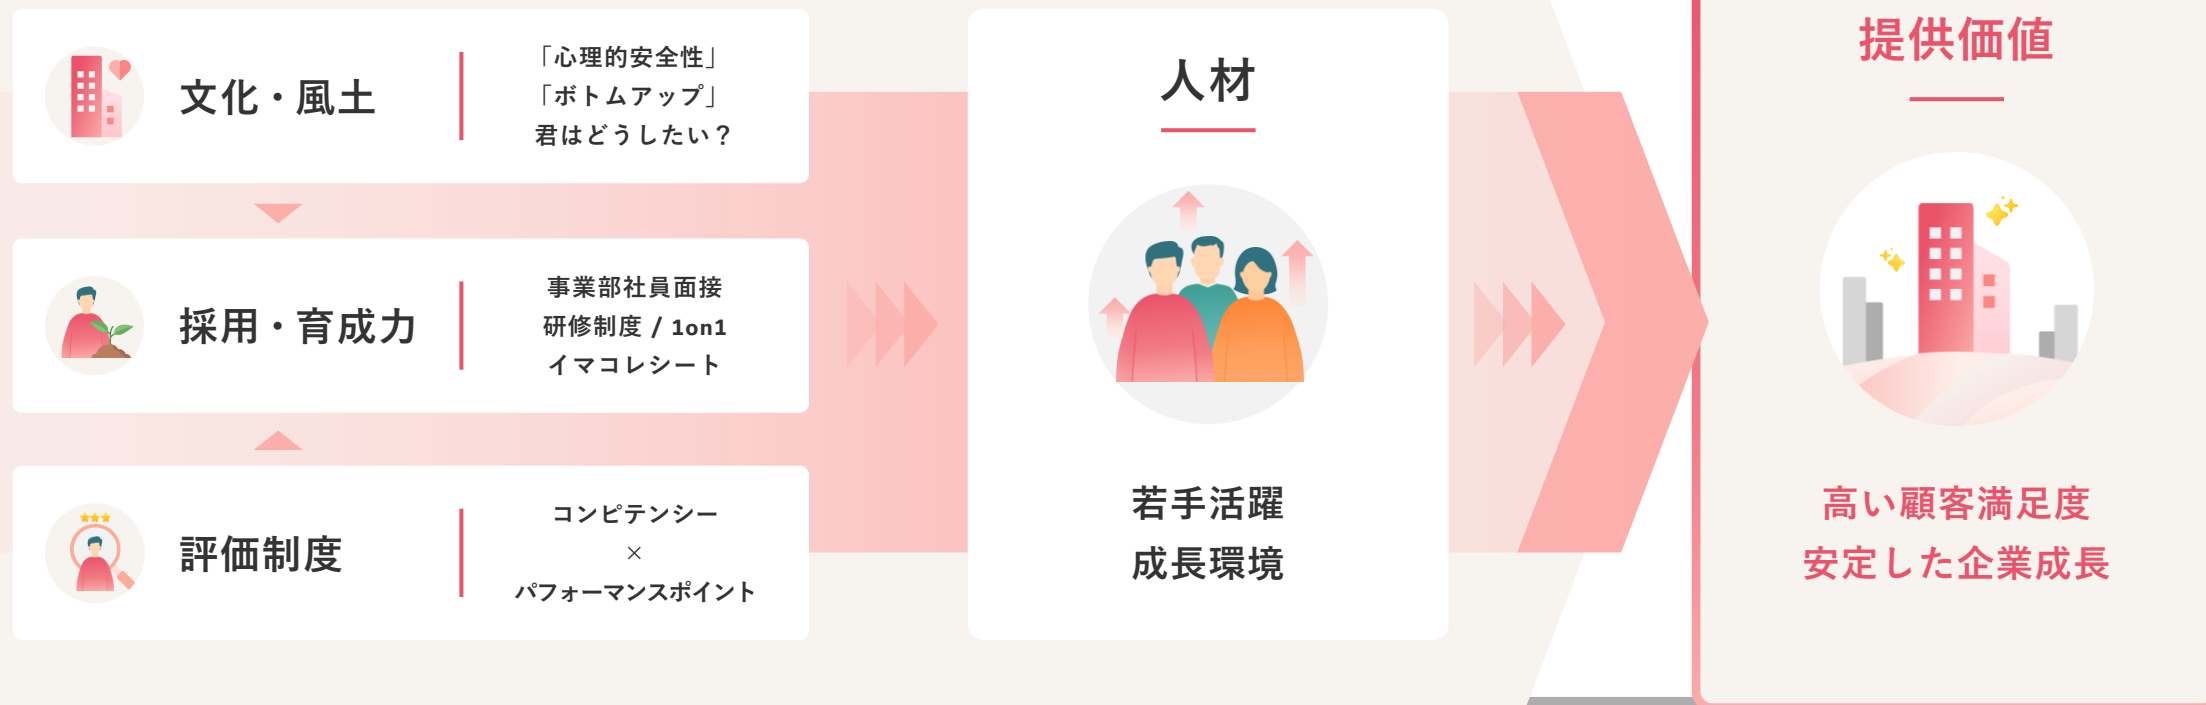 文化・風土
「心理的安全性」
「ボトムアップ」
君はどうしたい？
採用・育成力
事業部社員面接
研修制度 / 1on1
イマコレシート
評価制度
コンピテンシー
×
パフォーマンスポイント
人材
若手活躍
成長環境
提供価値
高い顧客満足度
安定した企業成長